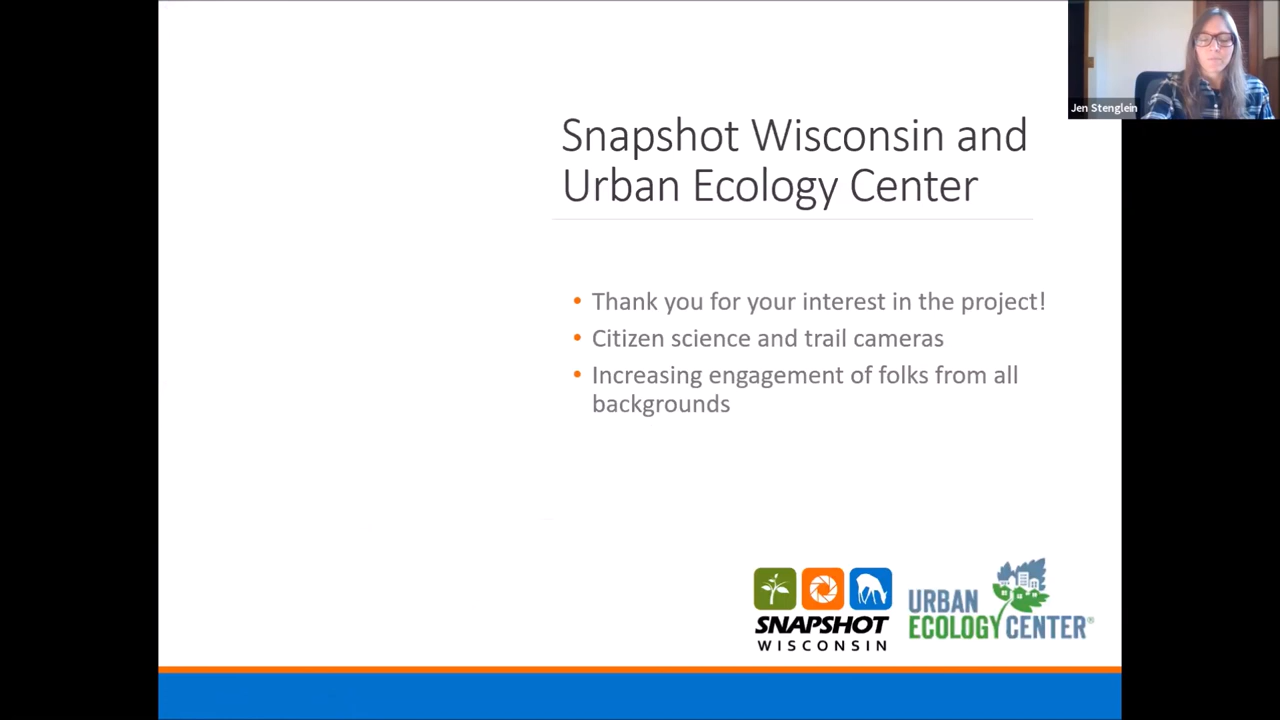 Jen Stenglein
Snapshot Wisconsin and
Urban Ecology Center
• Thank you for your interest in the project!
• Citizen science and trail cameras
• Increasing engagement of folks from all
backgrounds
SNAPSHOT
WISCONSIN
URBAN
ECOLOGY CENTER®